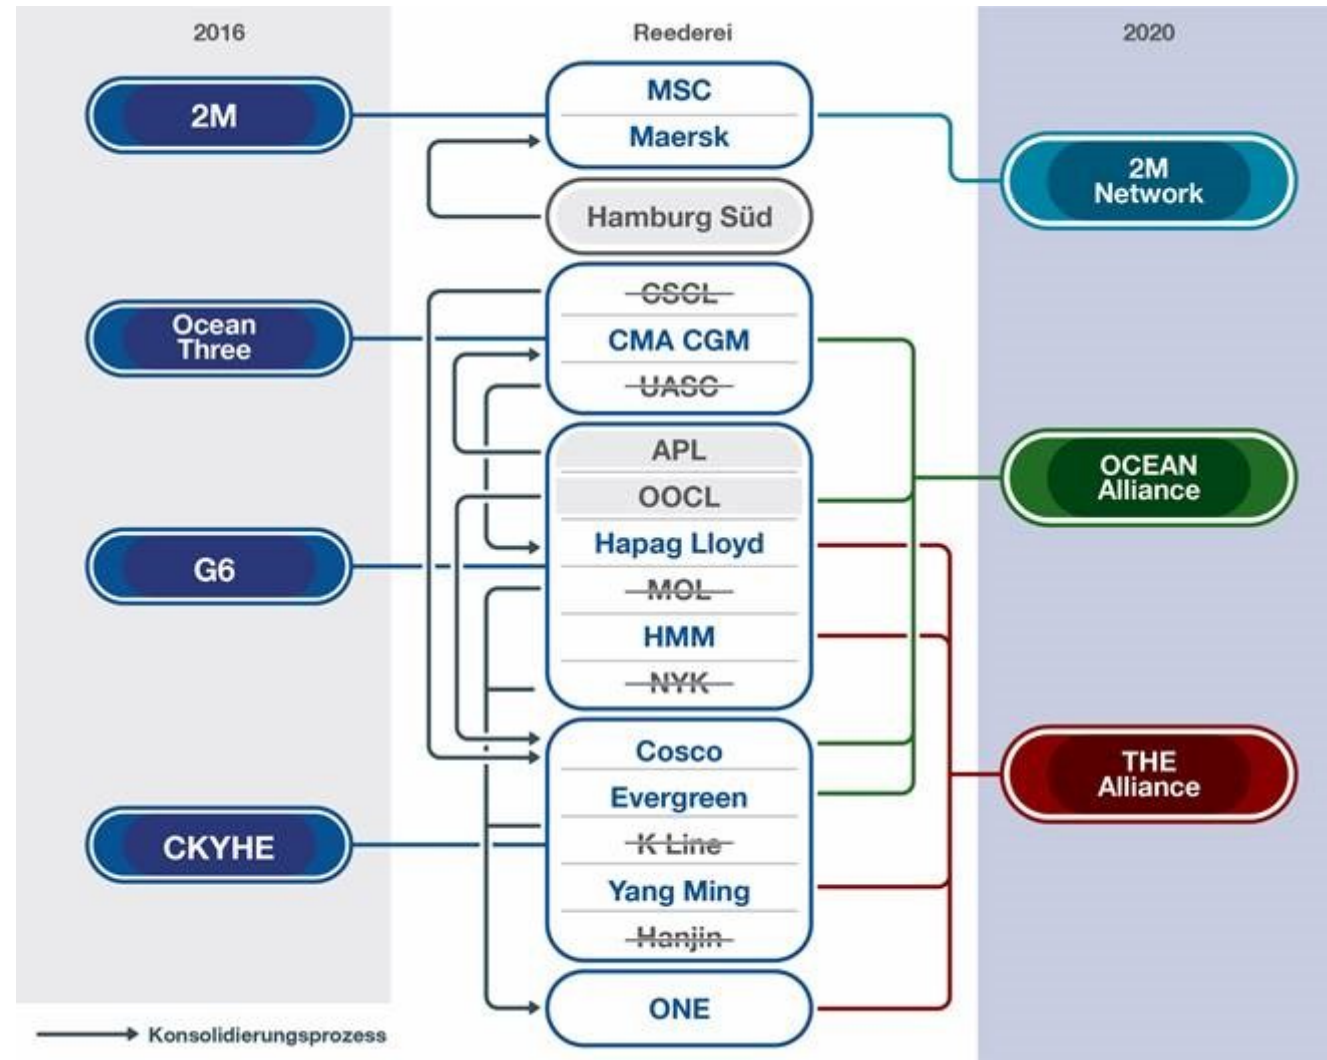 2016
Reederei
2020
2M
MSC
Maersk
2M
Network
Hamburg Süd
Ocean
Three
CSCL
CMA CGM
UASC
APL
OOCL
OCEAN
Alliance
G6
Hapag Lloyd
MOL
HMM
NYK
Cosco
THE
Alliance
Evergreen
CKYHE
K Line
Yang Ming
Hanjin
ONE
Konsolidierungsprozess